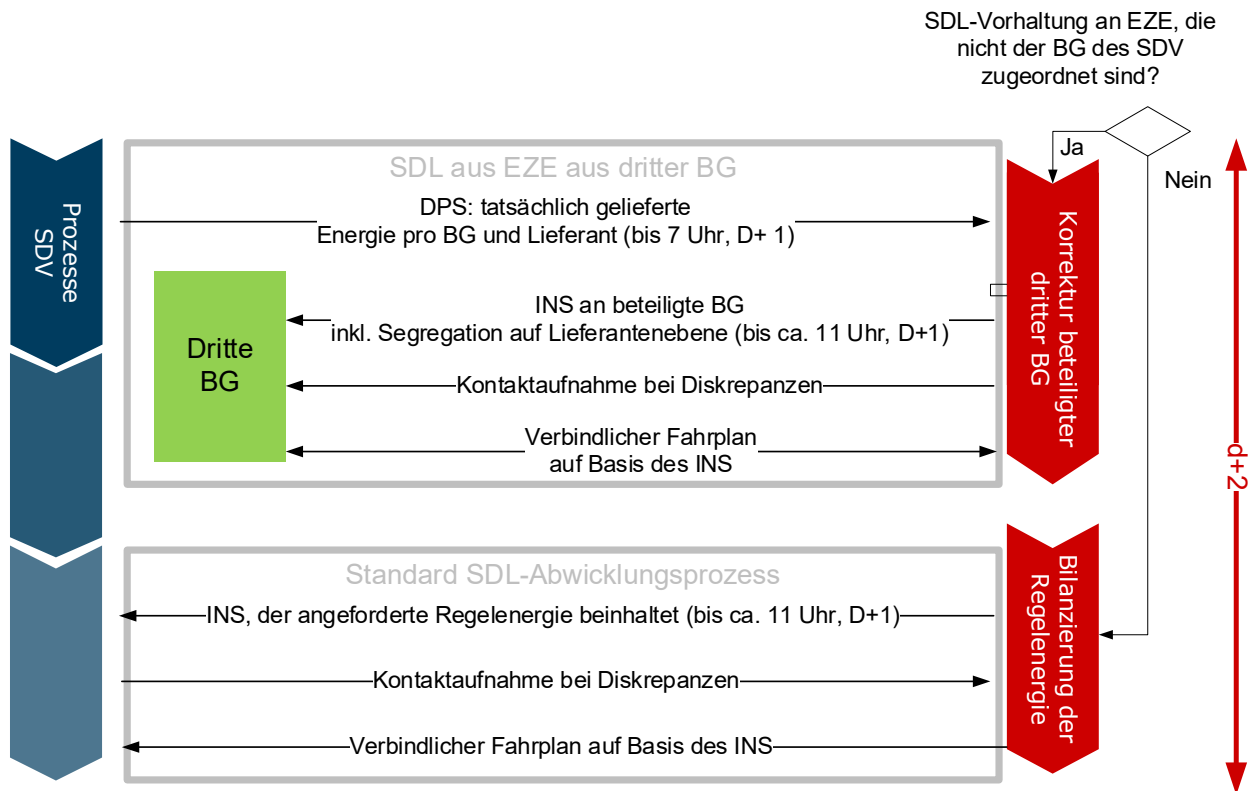 SDL-Vorhaltung an EZE, die
nicht der BG des SDV
zugeordnet sind?
Ja
Nein
Prozesse
SDV
SDL aus EZE aus dritter BG
DPS: tatsächlich gelieferte
Energie pro BG und Lieferant (bis 7 Uhr, D+ 1)
Dritte
BG
INS an beteiligte BG
inkl. Segregation auf Lieferantenebene (bis ca. 11 Uhr, D+1)
Kontaktaufnahme bei Diskrepanzen
Verbindlicher Fahrplan
auf Basis des INS
Korrektur beteiligter
dritter BG
d+2
Standard SDL-Abwicklungsprozess
INS, der angeforderte Regelenergie beinhaltet (bis ca. 11 Uhr, D+1)
Kontaktaufnahme bei Diskrepanzen
Verbindlicher Fahrplan auf Basis des INS
Bilanzierung der
Regelenergie